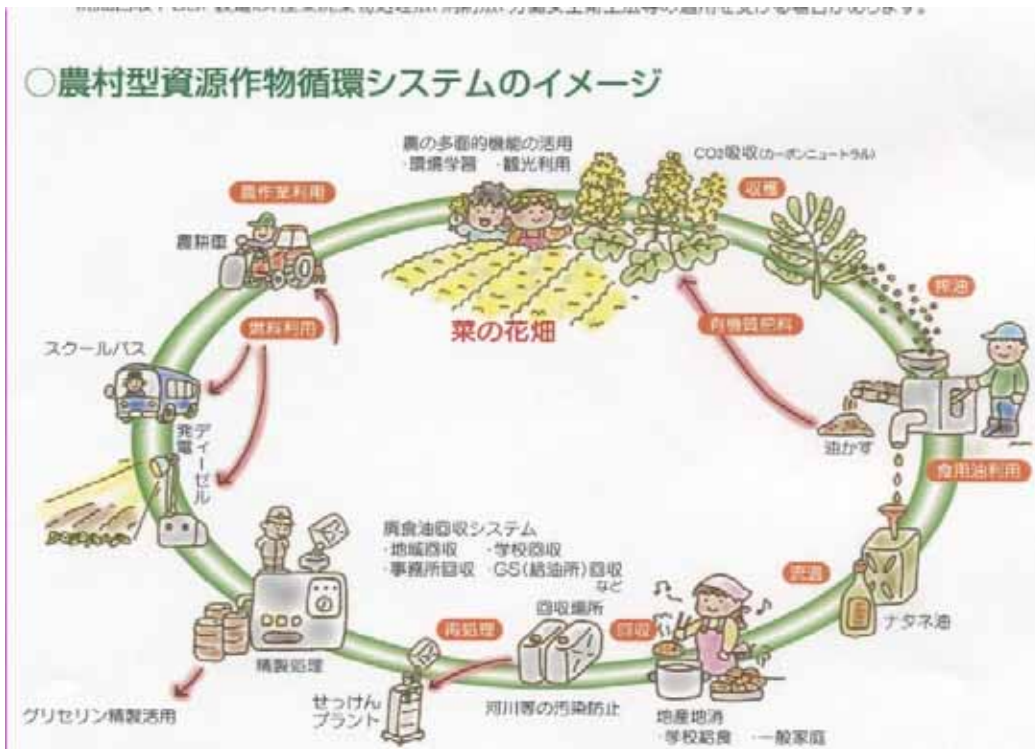 ○農村型資源作物循環システムのイメージ
農の多面的機能の活用
・環境学習　・観光利用
CO2吸収(カーボンニュートラル)
収穫
農作業利用
農耕車
搾油
燃料利用
菜の花畑
有機質肥料
スクールバス
油かす
ディーゼル
発電
食用油利用
廃食油回収システム
・地域回収　・学校回収
・事務所回収　・GS(給油所)回収
など
流通
ナタネ油
回収場所
回収
再処理
精製処理
せっけん
プラント
河川等の汚染防止
グリセリン精製活用
地産地消
・学校給食　・一般家庭